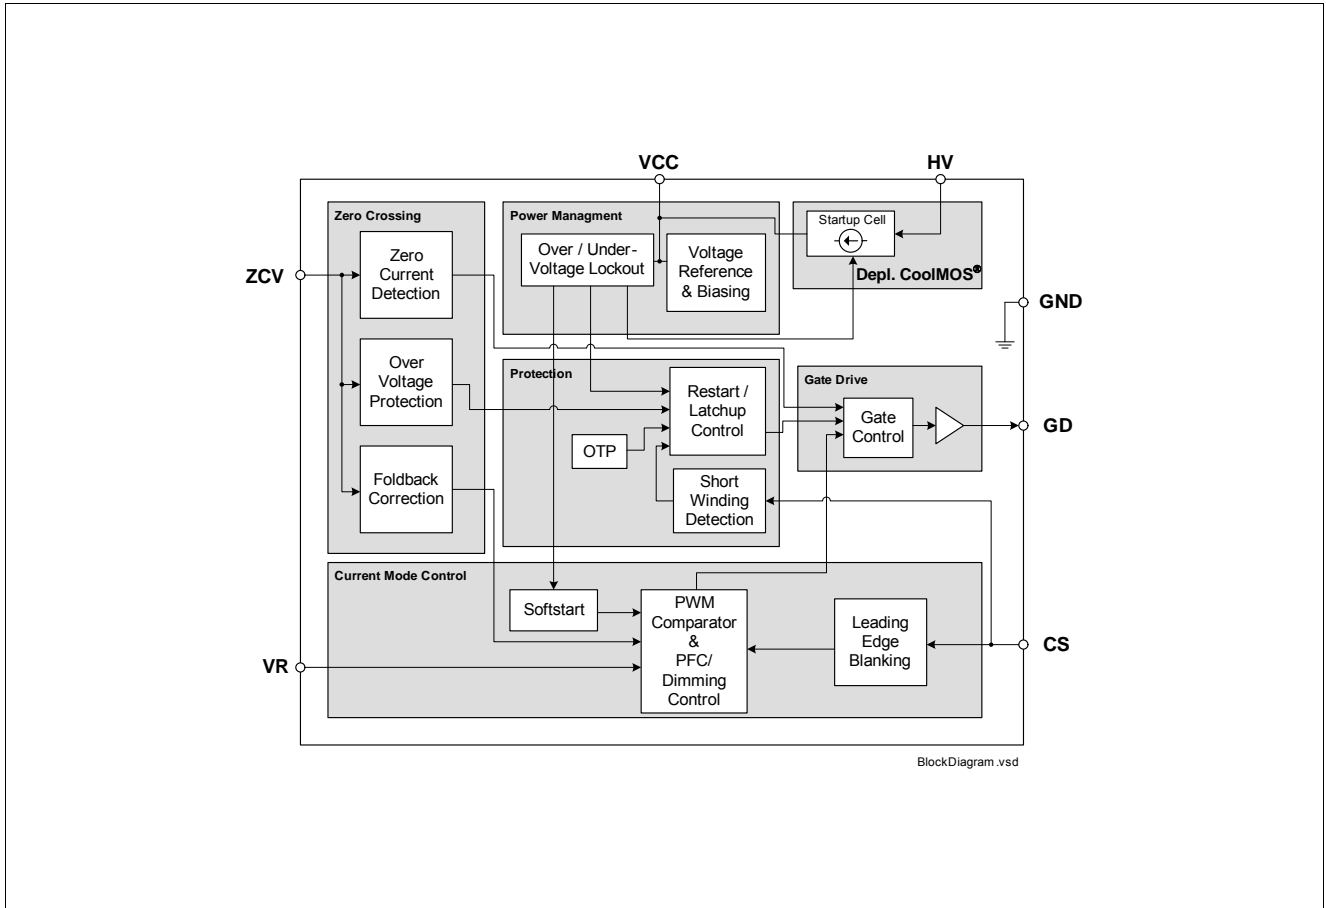 VCC
HV
Zero Crossing
Power Managment
Startup Cell
Zero
Current
Detection
Over / Under-
Voltage Lockout
Voltage
Reference
& Biasing
Depl. CoolMOS®
ZCV
GND
Over
Voltage
Protection
Protection
Restart /
Latchup
Control
Gate Drive
Gate
Control
GD
OTP
Foldback
Correction
Short
Winding
Detection
Current Mode Control
Softstart
PWM
Comparator
&
PFC/
Dimming
Control
Leading
Edge
Blanking
CS
VR
BlockDiagram.vsd